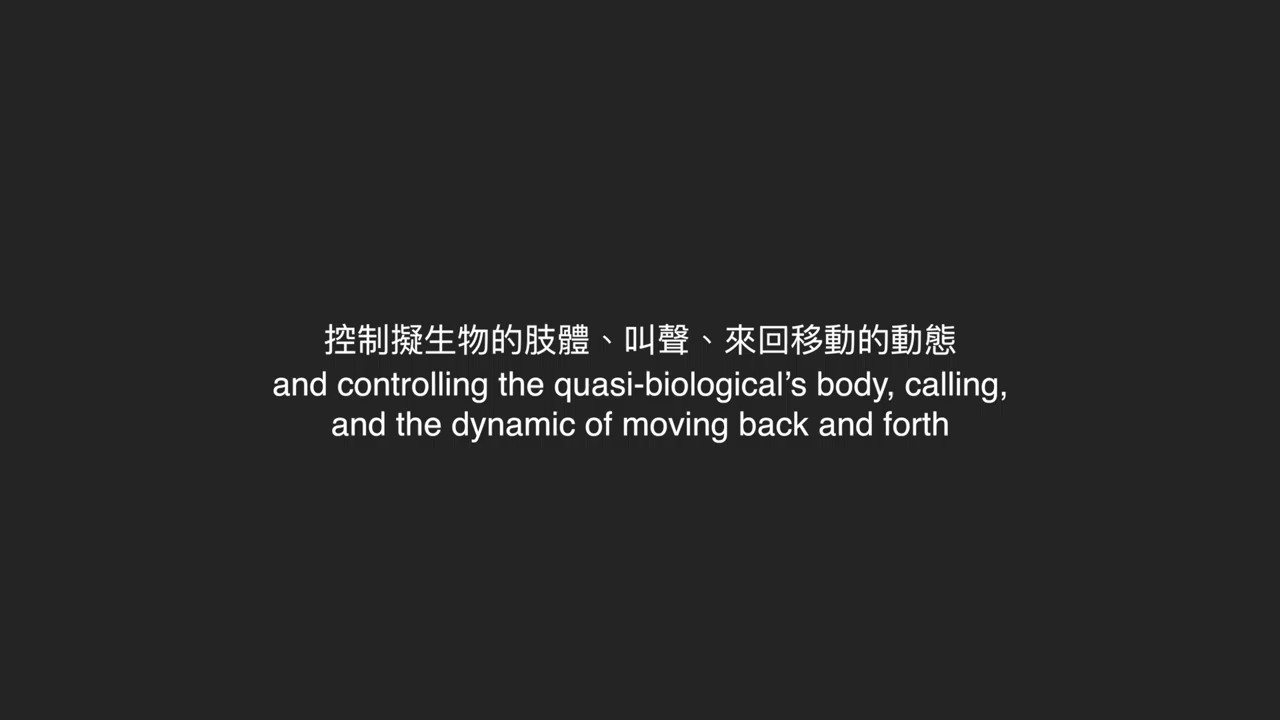 控制擬生物的肢體、叫聲、來回移動的動態
and controlling the quasi-biological’s body, calling,
and the dynamic of moving back and forth